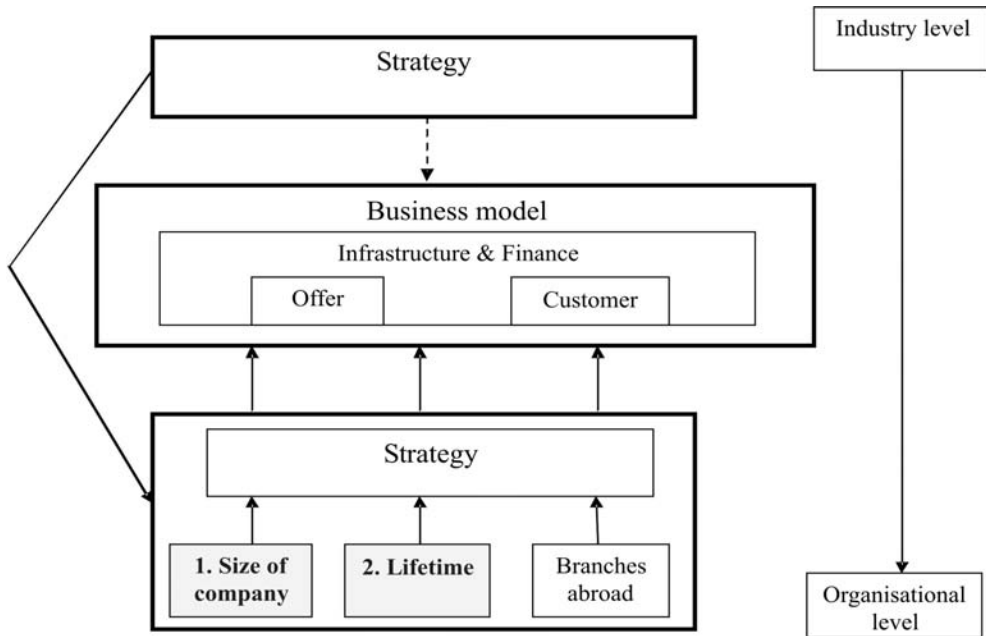 Strategy
Industry level
Business model
Infrastructure & Finance
Offer
Customer
Strategy
1. Size of
company
2. Lifetime
Branches
abroad
Organisational
level